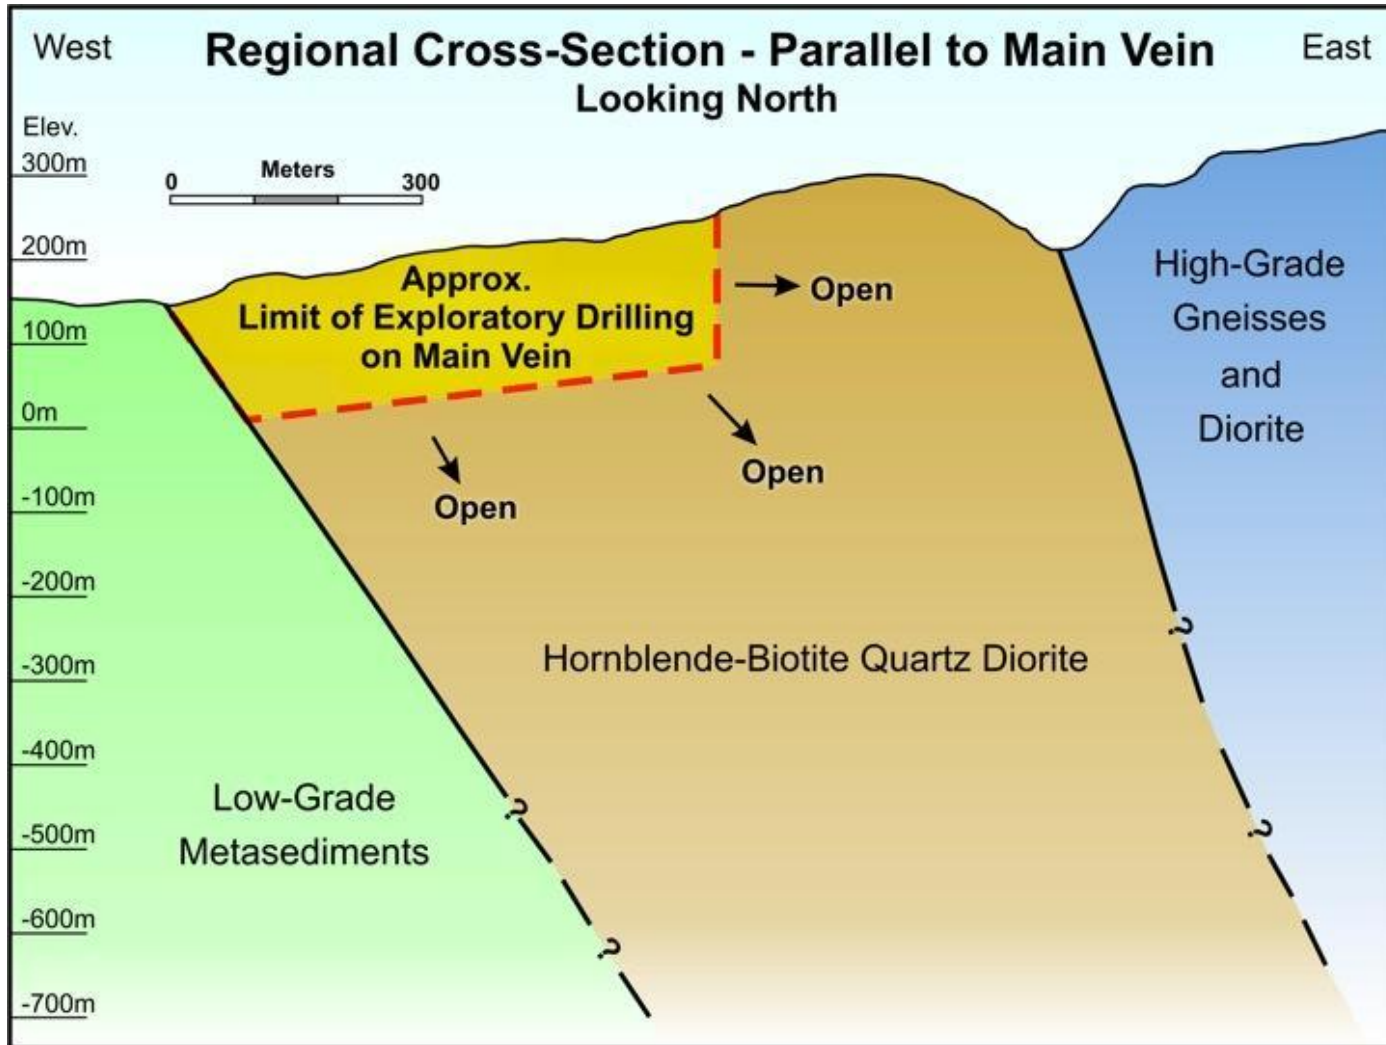 West
Regional Cross-Section - Parallel to Main Vein
East
Looking North
Elev.
300m
Meters
0
300
200m
100m
0m
-100m
-200m
-300m
-400m
-500m
-600m
-700m
Approx.
Limit of Exploratory Drilling
on Main Vein
Open
Open
Open
High-Grade
Gneisses
and
Diorite
?
Hornblende-Biotite Quartz Diorite
?
?
Low-Grade
Metasediments
?